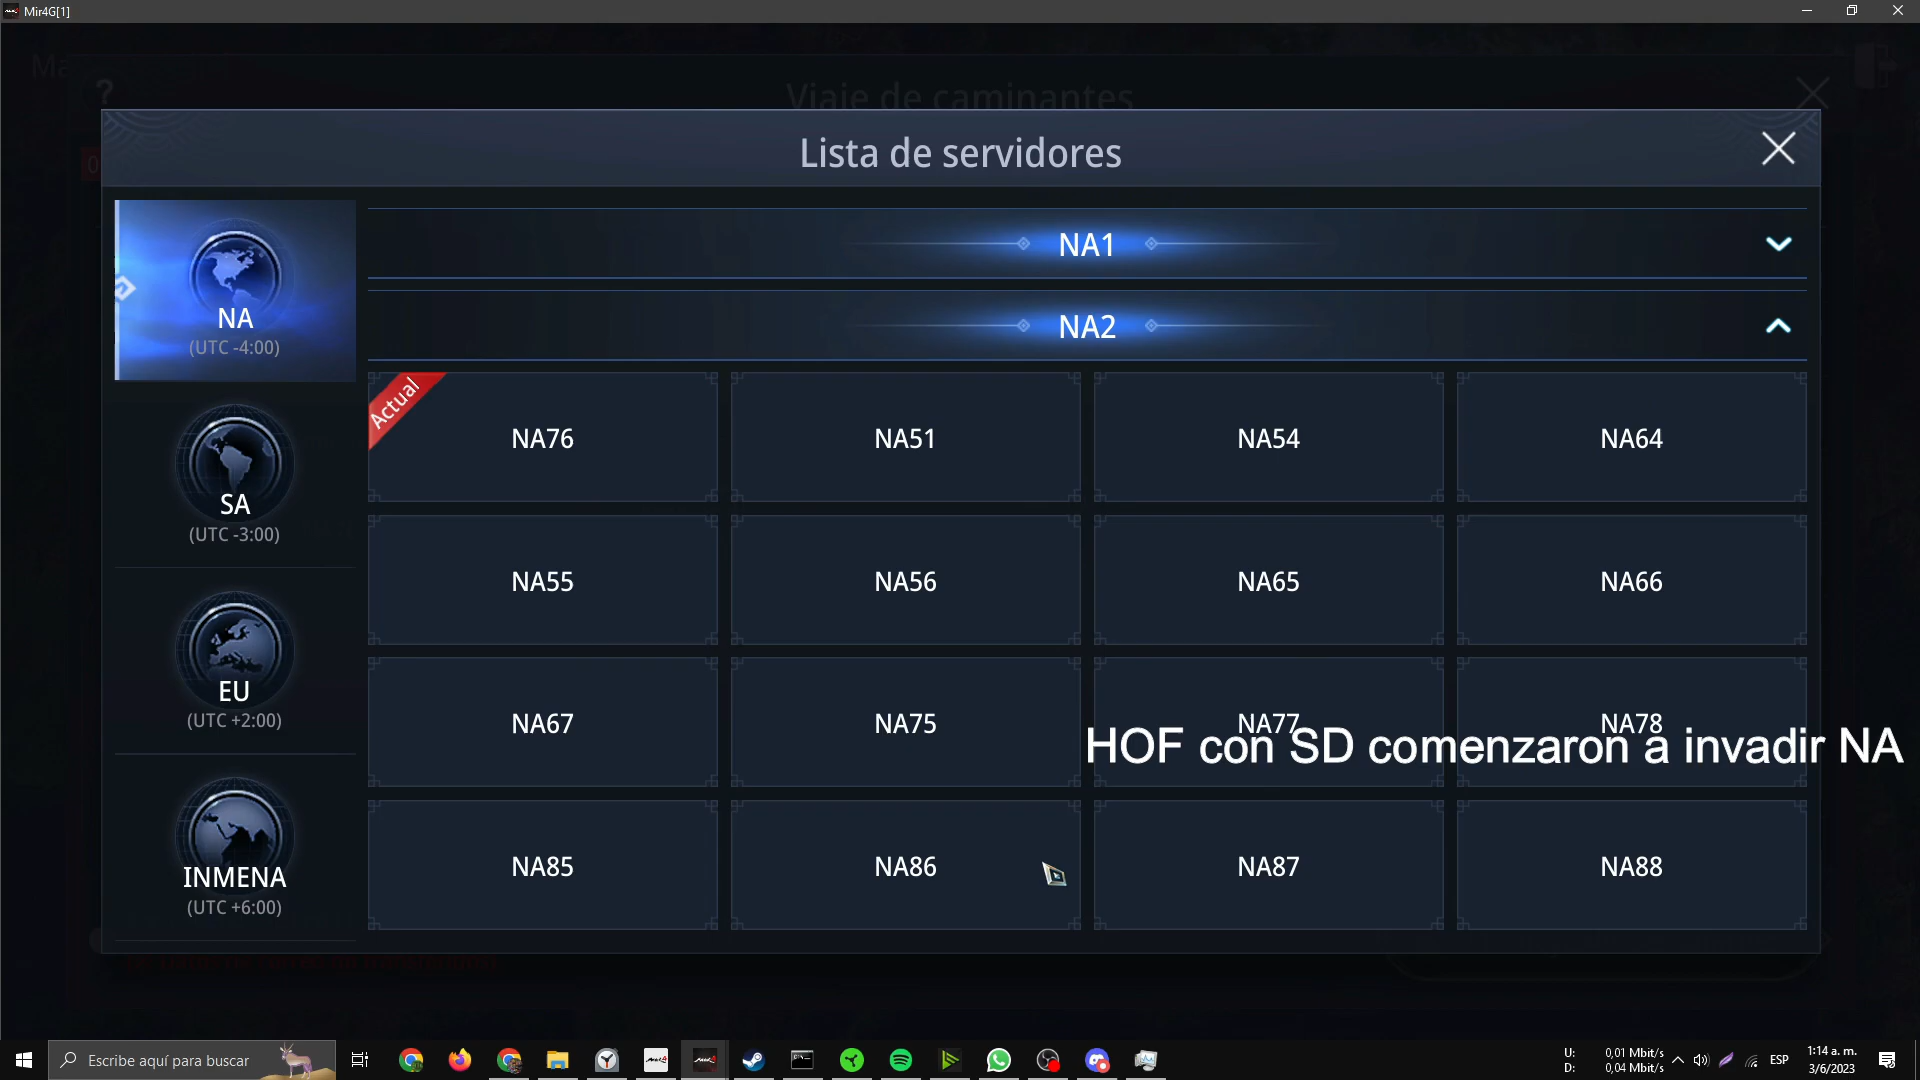 Mir4G[1]
Viaje de caminantes
?
Lista de servidores
NA
(UTC -4:00)
SA
(UTC -3:00)
EU
(UTC +2:00)
INMENA
(UTC +6:00)
NA1
NA2
Actual
NA76
NA51
NA54
NA64
NA55
NA56
NA65
NA66
NA67
NA75
NA77
NA78
HOF con SD comenzaron a invadir NA
NA85
NA86
NA87
NA88
Escribe aquí para buscar
U: 0,01 Mbit/s
D: 0,04 Mbit/s
ESP
1:14 a. m.
3/6/2023